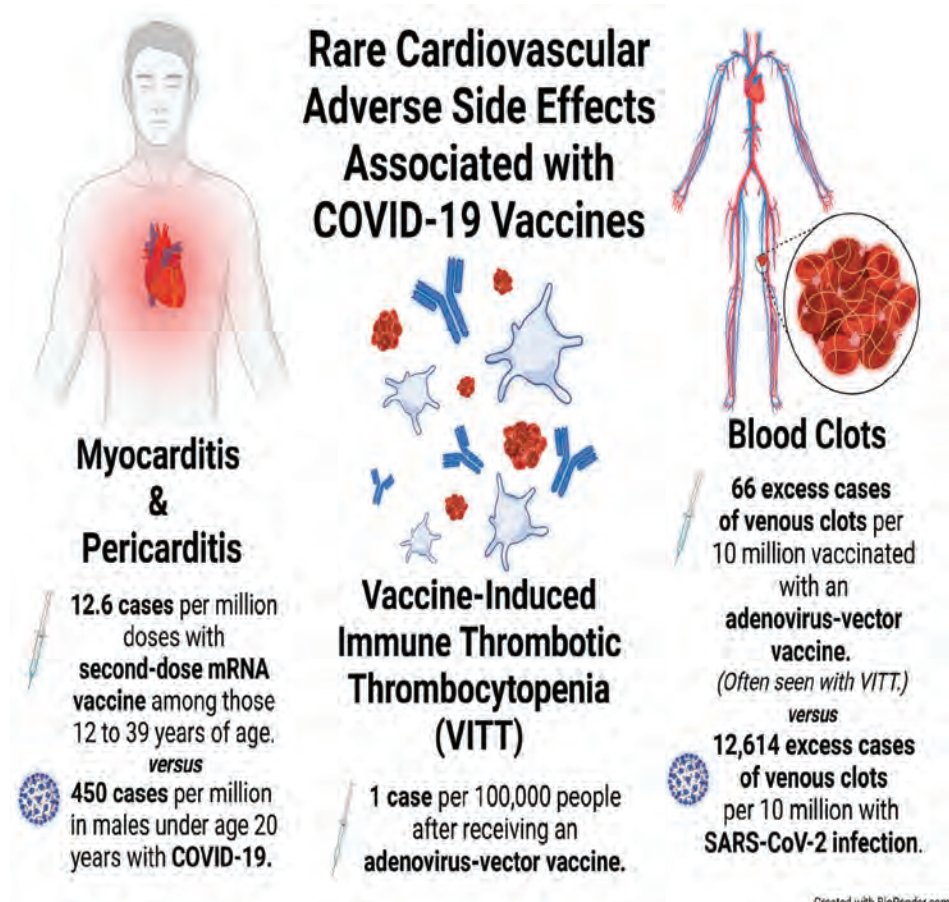 Rare Cardiovascular
Adverse Side Effects
Associated with
COVID-19 Vaccines
Myocarditis
&
Pericarditis
12.6 cases per million
doses with
second-dose mRNA
vaccine among those
12 to 39 years of age.
versus
450 cases per million
in males under age 20
years with COVID-19.
Vaccine-Induced
Immune Thrombotic
Thrombocytopenia
(VITT)
1 case per 100,000 people
after receiving an
adenovirus-vector vaccine.
Blood Clots
66 excess cases
of venous clots per
10 million vaccinated
with an
adenovirus-vector
vaccine.
(Often seen with VITT.)
versus
12,614 excess cases
of venous clots
per 10 million with
SARS-CoV-2 infection.
Created with